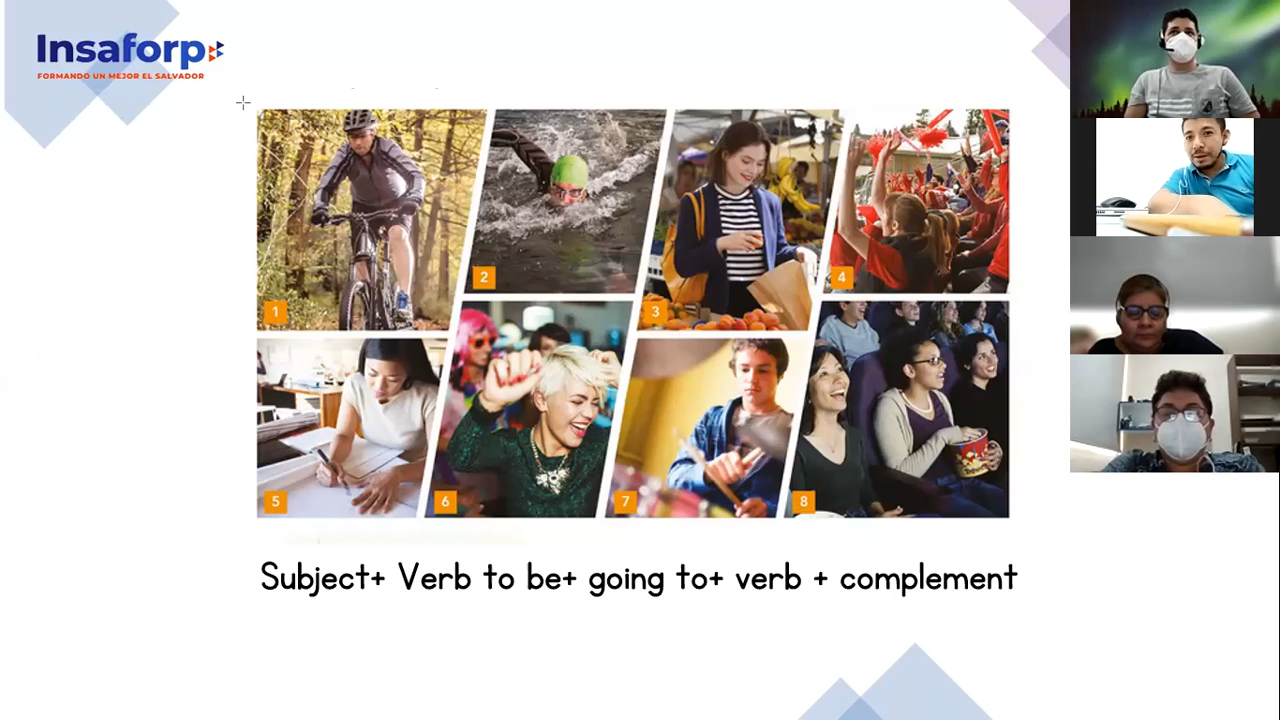 Insaforp
FORMANDO UN MEJOR EL SALVADOR
1
2
3
4
5
6
7
8
Subject+ Verb to be+ going to+ verb + complement